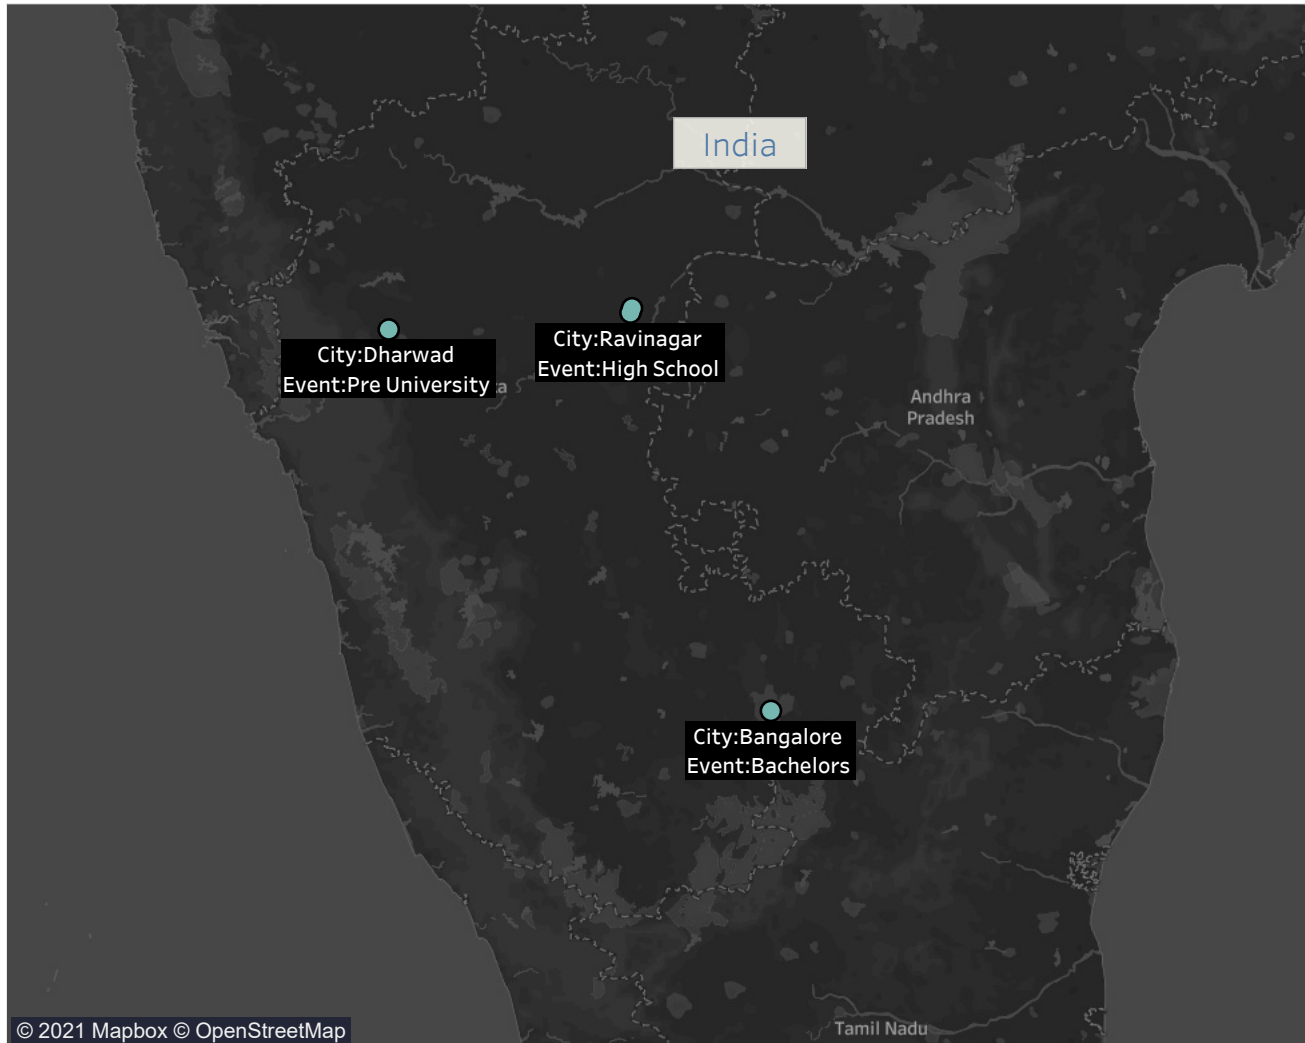 India
City:Ravinagar
Event:High School
City:Dharwad
Event:Pre University
Andhra
Pradesh
City:Bangalore
Event:Bachelors
© 2021 Mapbox © OpenStreetMap
Tamil Nadu